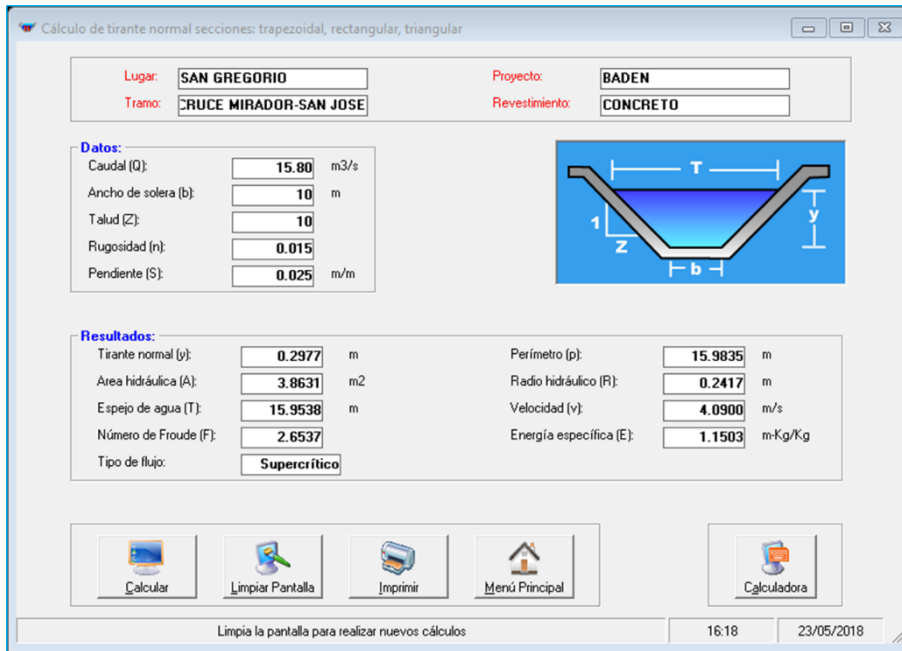 Cálculo de tirante normal secciones: trapezoidal, rectangular, triangular
Lugar: SAN GREGORIO Proyecto: BADEN
Tramo: CRUCE MIRADOR-SAN JOSE Revestimiento: CONCRETO
Datos:
Caudal (Q): 15.80 m3/s
Ancho de solera (b): 10 m
Talud (Z): 10
Rugosidad (n): 0.015
Pendiente (S): 0.025 m/m
T
1
Z
y
b
Resultados:
Tirante normal (y): 0.2977 m Perímetro (p): 15.9835 m
Area hidráulica (A): 3.8631 m2 Radio hidráulico (R): 0.2417 m
Espejo de agua (T): 15.9538 m Velocidad (v): 4.0900 m/s
Número de Froude (F): 2.6537 Energía específica (E): 1.1503 m-Kg/Kg
Tipo de flujo: Supercrítico
Calcular Limpiar Pantalla Imprimir Menú Principal Calculadora
Limpia la pantalla para realizar nuevos cálculos 16:18 23/05/2018